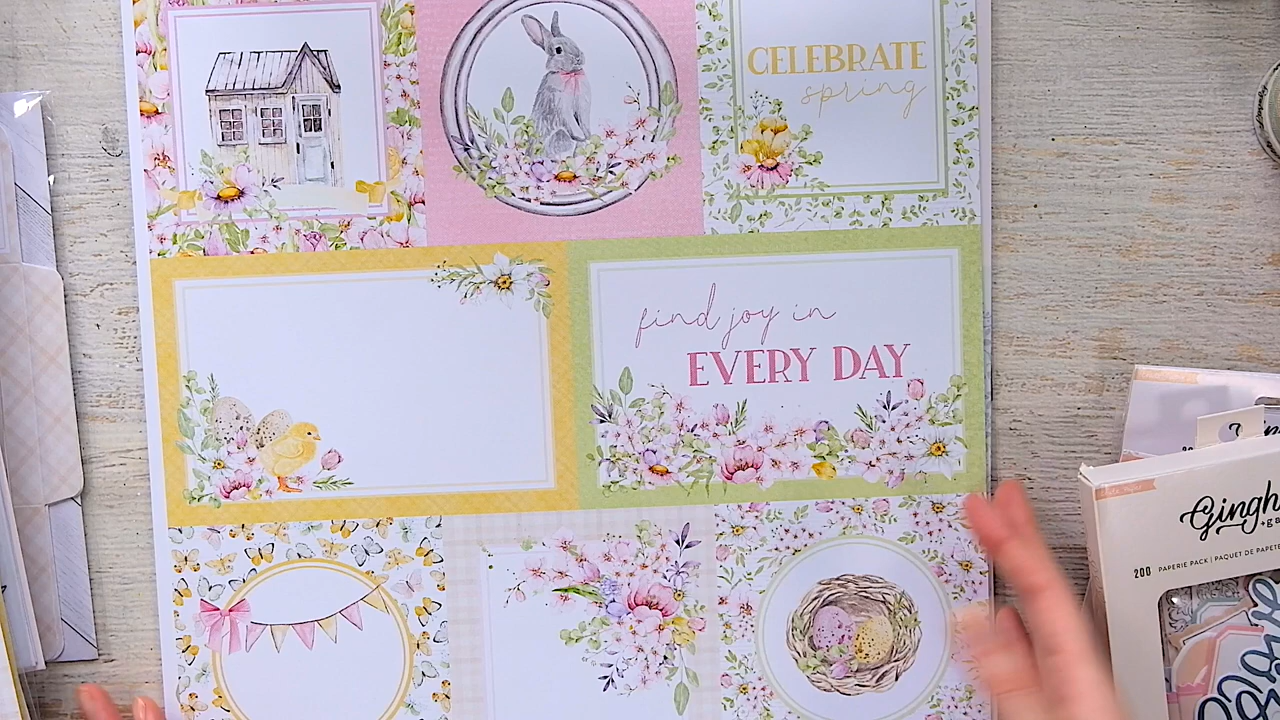 CELEBRATE
spring
find joy in
EVERY DAY
Gingh
200 PAPERIE PACK | PAQUET DE PAPET